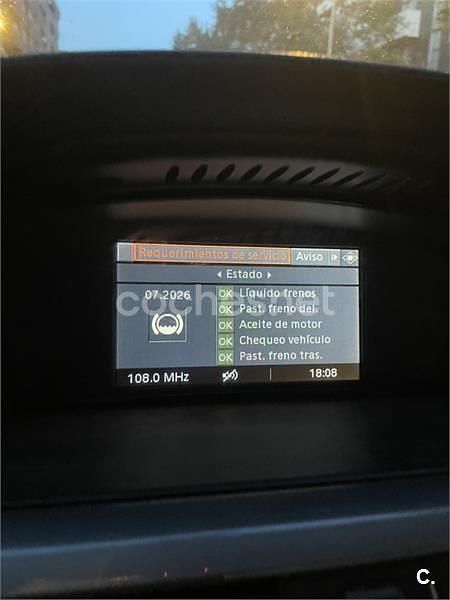 Requerimientos de servicio Aviso
Estado
07.2026
OK Líquido frenos
OK Past. freno del.
OK Aceite de motor
OK Chequeo vehículo
OK Past. freno tras.
coches.net
108.0 MHz 18:08
C.